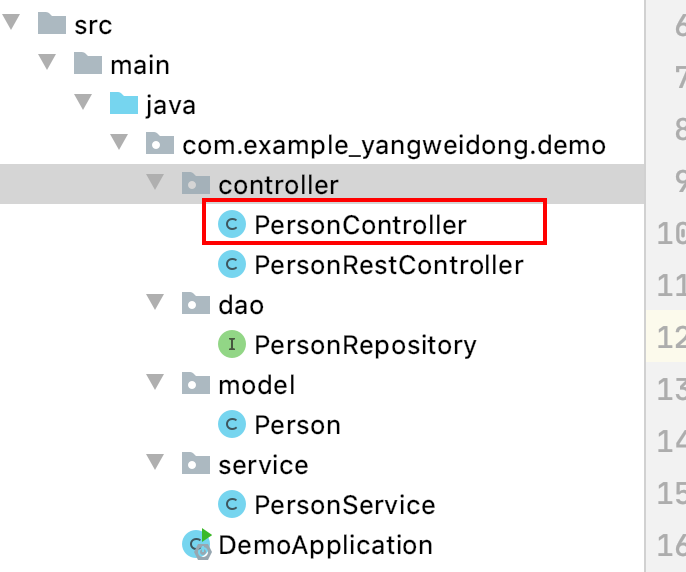 src
6
main
7
java
8
com.example_yangweidong.demo
controller
9
C PersonController
10
C PersonRestController
11
dao
I PersonRepository
12
model
13
C Person
14
service
15
C PersonService
C DemoApplication
16